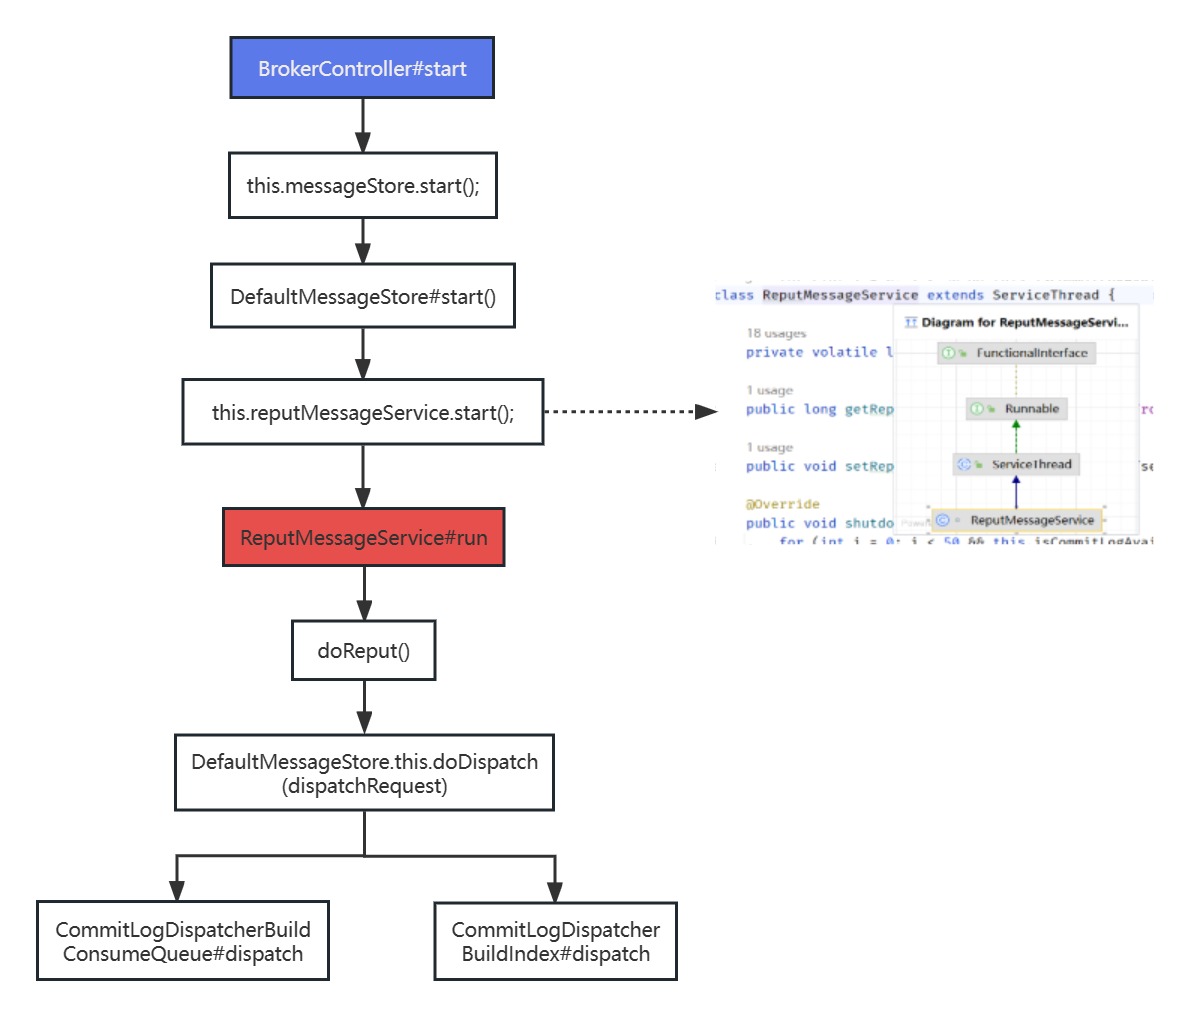 BrokerController#start
this.messageStore.start();
DefaultMessageStore#start()
this.reputMessageService.start();
class ReputMessageService extends ServiceThread {
Diagram for ReputMessageServi...
18 usages
private volatile l
FunctionalInterface
1 usage
public long getRep
Runnable
1 usage
public void setRep
ServiceThread
@Override
public void shutdo
ReputMessageService
for (int i = 0; i < 50 && this.isCommitLogAvai
ReputMessageService#run
doReput()
DefaultMessageStore.this.doDispatch
(dispatchRequest)
CommitLogDispatcherBuild
ConsumeQueue#dispatch
CommitLogDispatcher
BuildIndex#dispatch